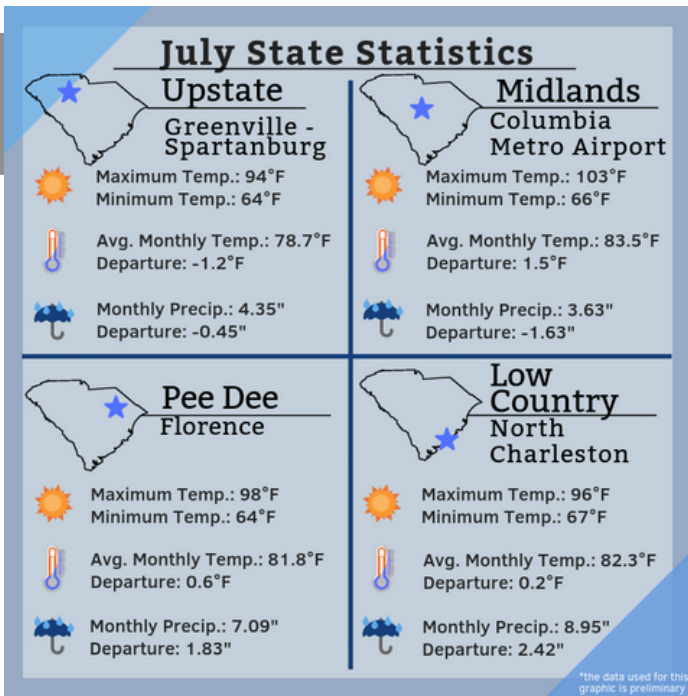 July State Statistics
Upstate
Greenville -
Spartanburg
Maximum Temp.: 94°F
Minimum Temp.: 64°F
Avg. Monthly Temp.: 78.7°F
Departure: -1.2°F
Monthly Precip.: 4.35"
Departure: -0.45"
Midlands
Columbia
Metro Airport
Maximum Temp.: 103°F
Minimum Temp.: 66°F
Avg. Monthly Temp.: 83.5°F
Departure: 1.5°F
Monthly Precip.: 3.63"
Departure: -1.63"
Pee Dee
Florence
Maximum Temp.: 98°F
Minimum Temp.: 64°F
Avg. Monthly Temp.: 81.8°F
Departure: 0.6°F
Monthly Precip.: 7.09"
Departure: 1.83"
Low
Country
North
Charleston
Maximum Temp.: 96°F
Minimum Temp.: 67°F
Avg. Monthly Temp.: 82.3°F
Departure: 0.2°F
Monthly Precip.: 8.95"
Departure: 2.42"
*the data used for this
graphic is preliminary